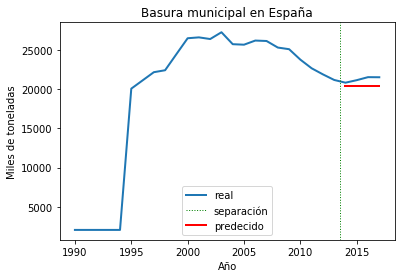 Basura municipal en España
Miles de toneladas
25000
20000
15000
10000
5000
real
separación
predecido
1990
1995
2000
2005
2010
2015
Año